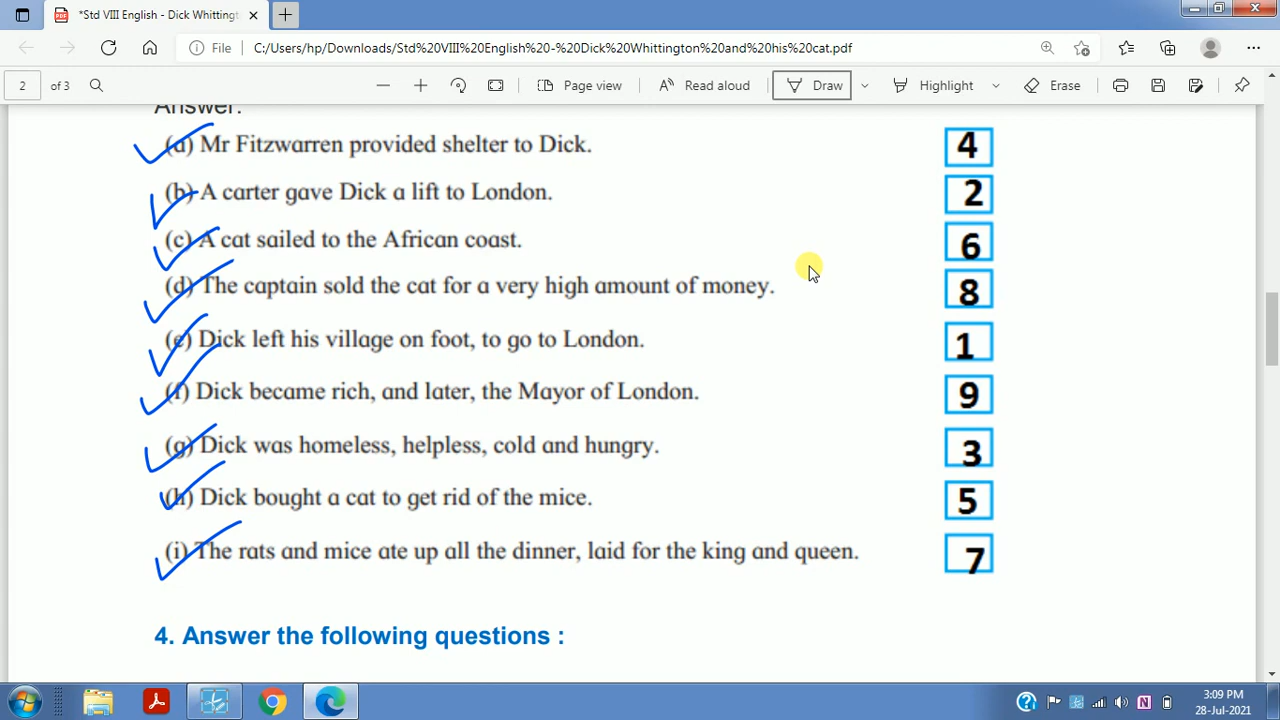 *Std VIII English - Dick Whittingt
File C:/Users/hp/Downloads/Std%20VIII%20English%20-%20Dick%20Whittington%20and%20his%20cat.pdf
2 of 3 Page view Read aloud Draw Highlight Erase
Answer:
(a) Mr Fitzwarren provided shelter to Dick. 4
(b) A carter gave Dick a lift to London. 2
(c) A cat sailed to the African coast. 6
(d) The captain sold the cat for a very high amount of money. 8
(e) Dick left his village on foot, to go to London. 1
(f) Dick became rich, and later, the Mayor of London. 9
(g) Dick was homeless, helpless, cold and hungry. 3
(h) Dick bought a cat to get rid of the mice. 5
(i) The rats and mice ate up all the dinner, laid for the king and queen. 7
4. Answer the following questions :
3:09 PM
28-Jul-2021